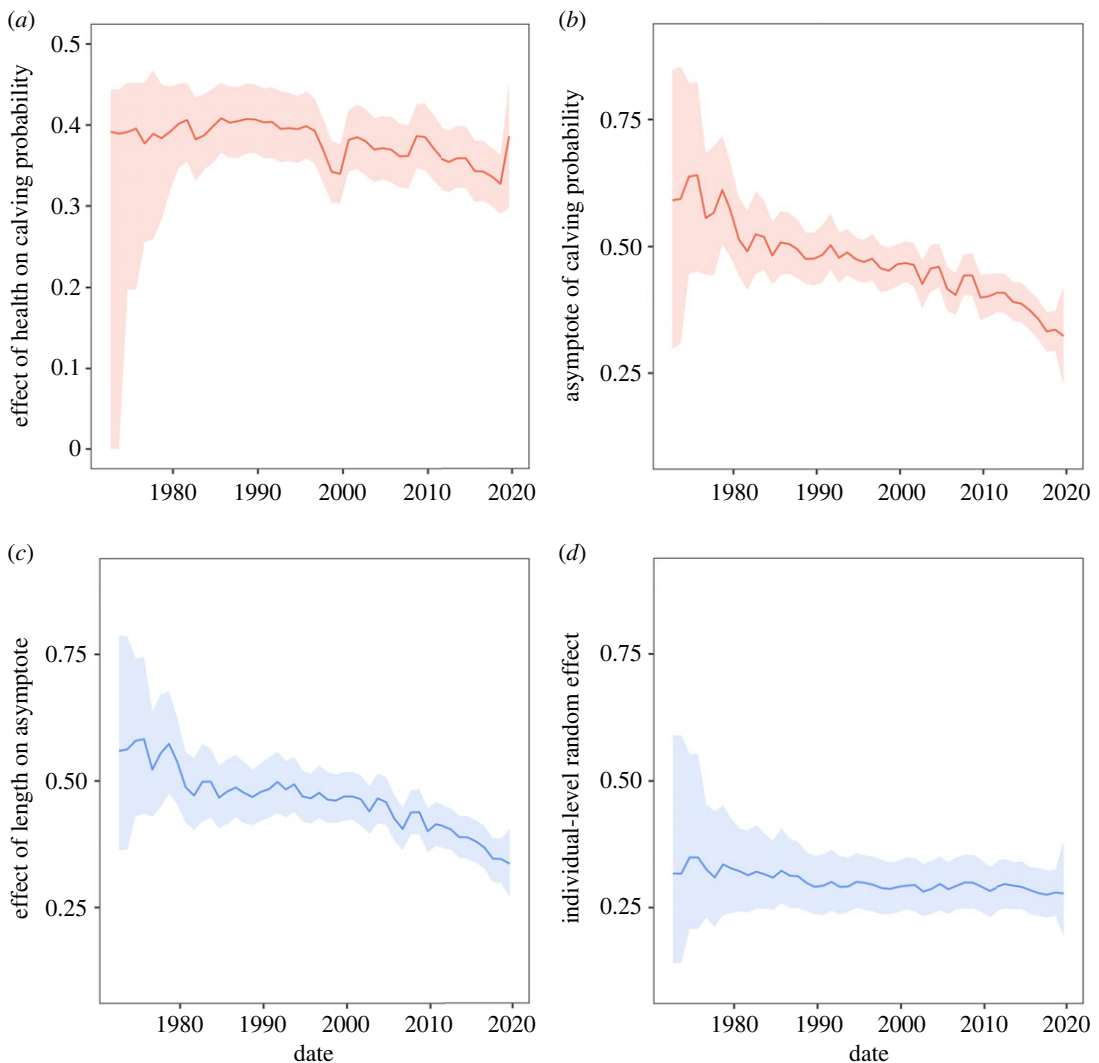 (a)
effect of health on calving probability
0.5
0.4
0.3
0.2
0.1
0
1980 1990 2000 2010 2020
(b)
asymptote of calving probability
0.75
0.50
0.25
1980 1990 2000 2010 2020
(c)
effect of length on asymptote
0.75
0.50
0.25
1980 1990 2000 2010 2020
date
(d)
individual-level random effect
0.75
0.50
0.25
1980 1990 2000 2010 2020
date